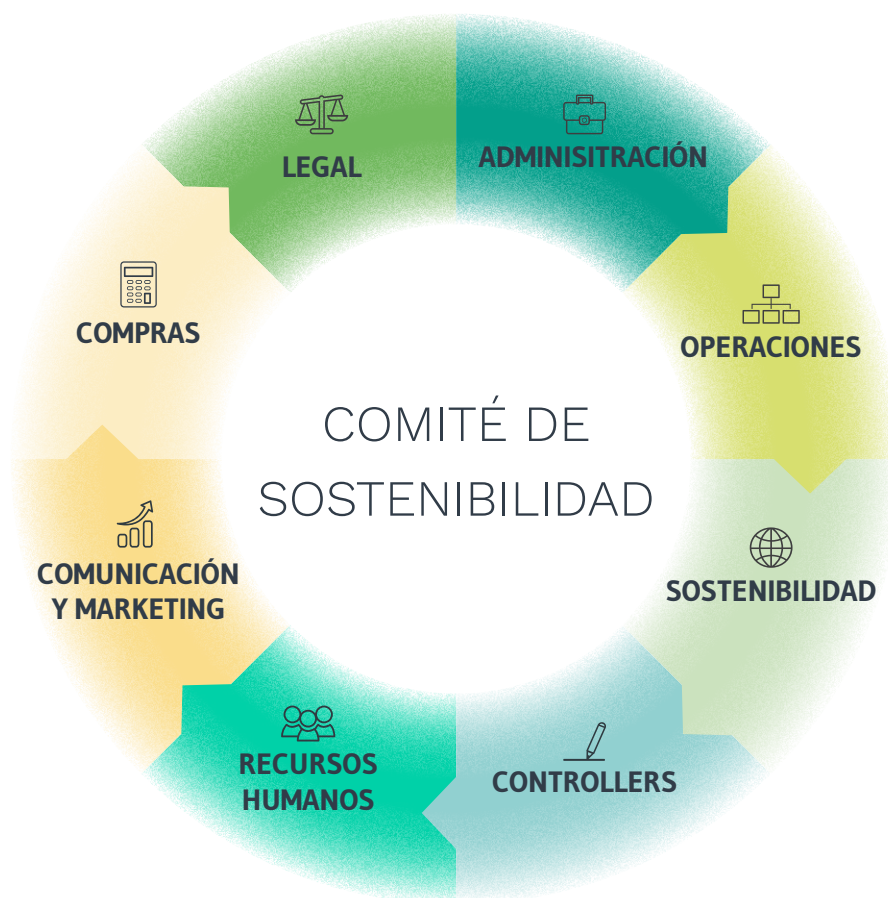 LEGAL
ADMINISITRACIÓN
COMPRAS
OPERACIONES
COMITÉ DE
SOSTENIBILIDAD
COMUNICACIÓN
Y MARKETING
SOSTENIBILIDAD
RECURSOS
HUMANOS
CONTROLLERS